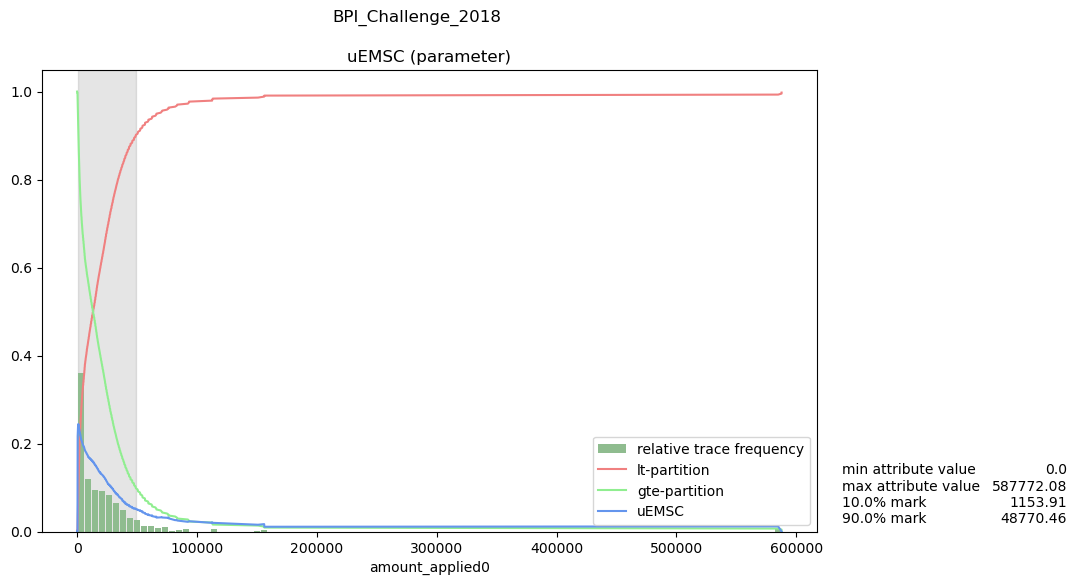 BPI_Challenge_2018
uEMSC (parameter)
1.0
0.8
0.6
0.4
0.2
0.0
0
100000
200000
300000
400000
500000
600000
amount_applied0
relative trace frequency
lt-partition
gte-partition
uEMSC
min attribute value 0.0
max attribute value 587772.08
10.0% mark 1153.91
90.0% mark 48770.46